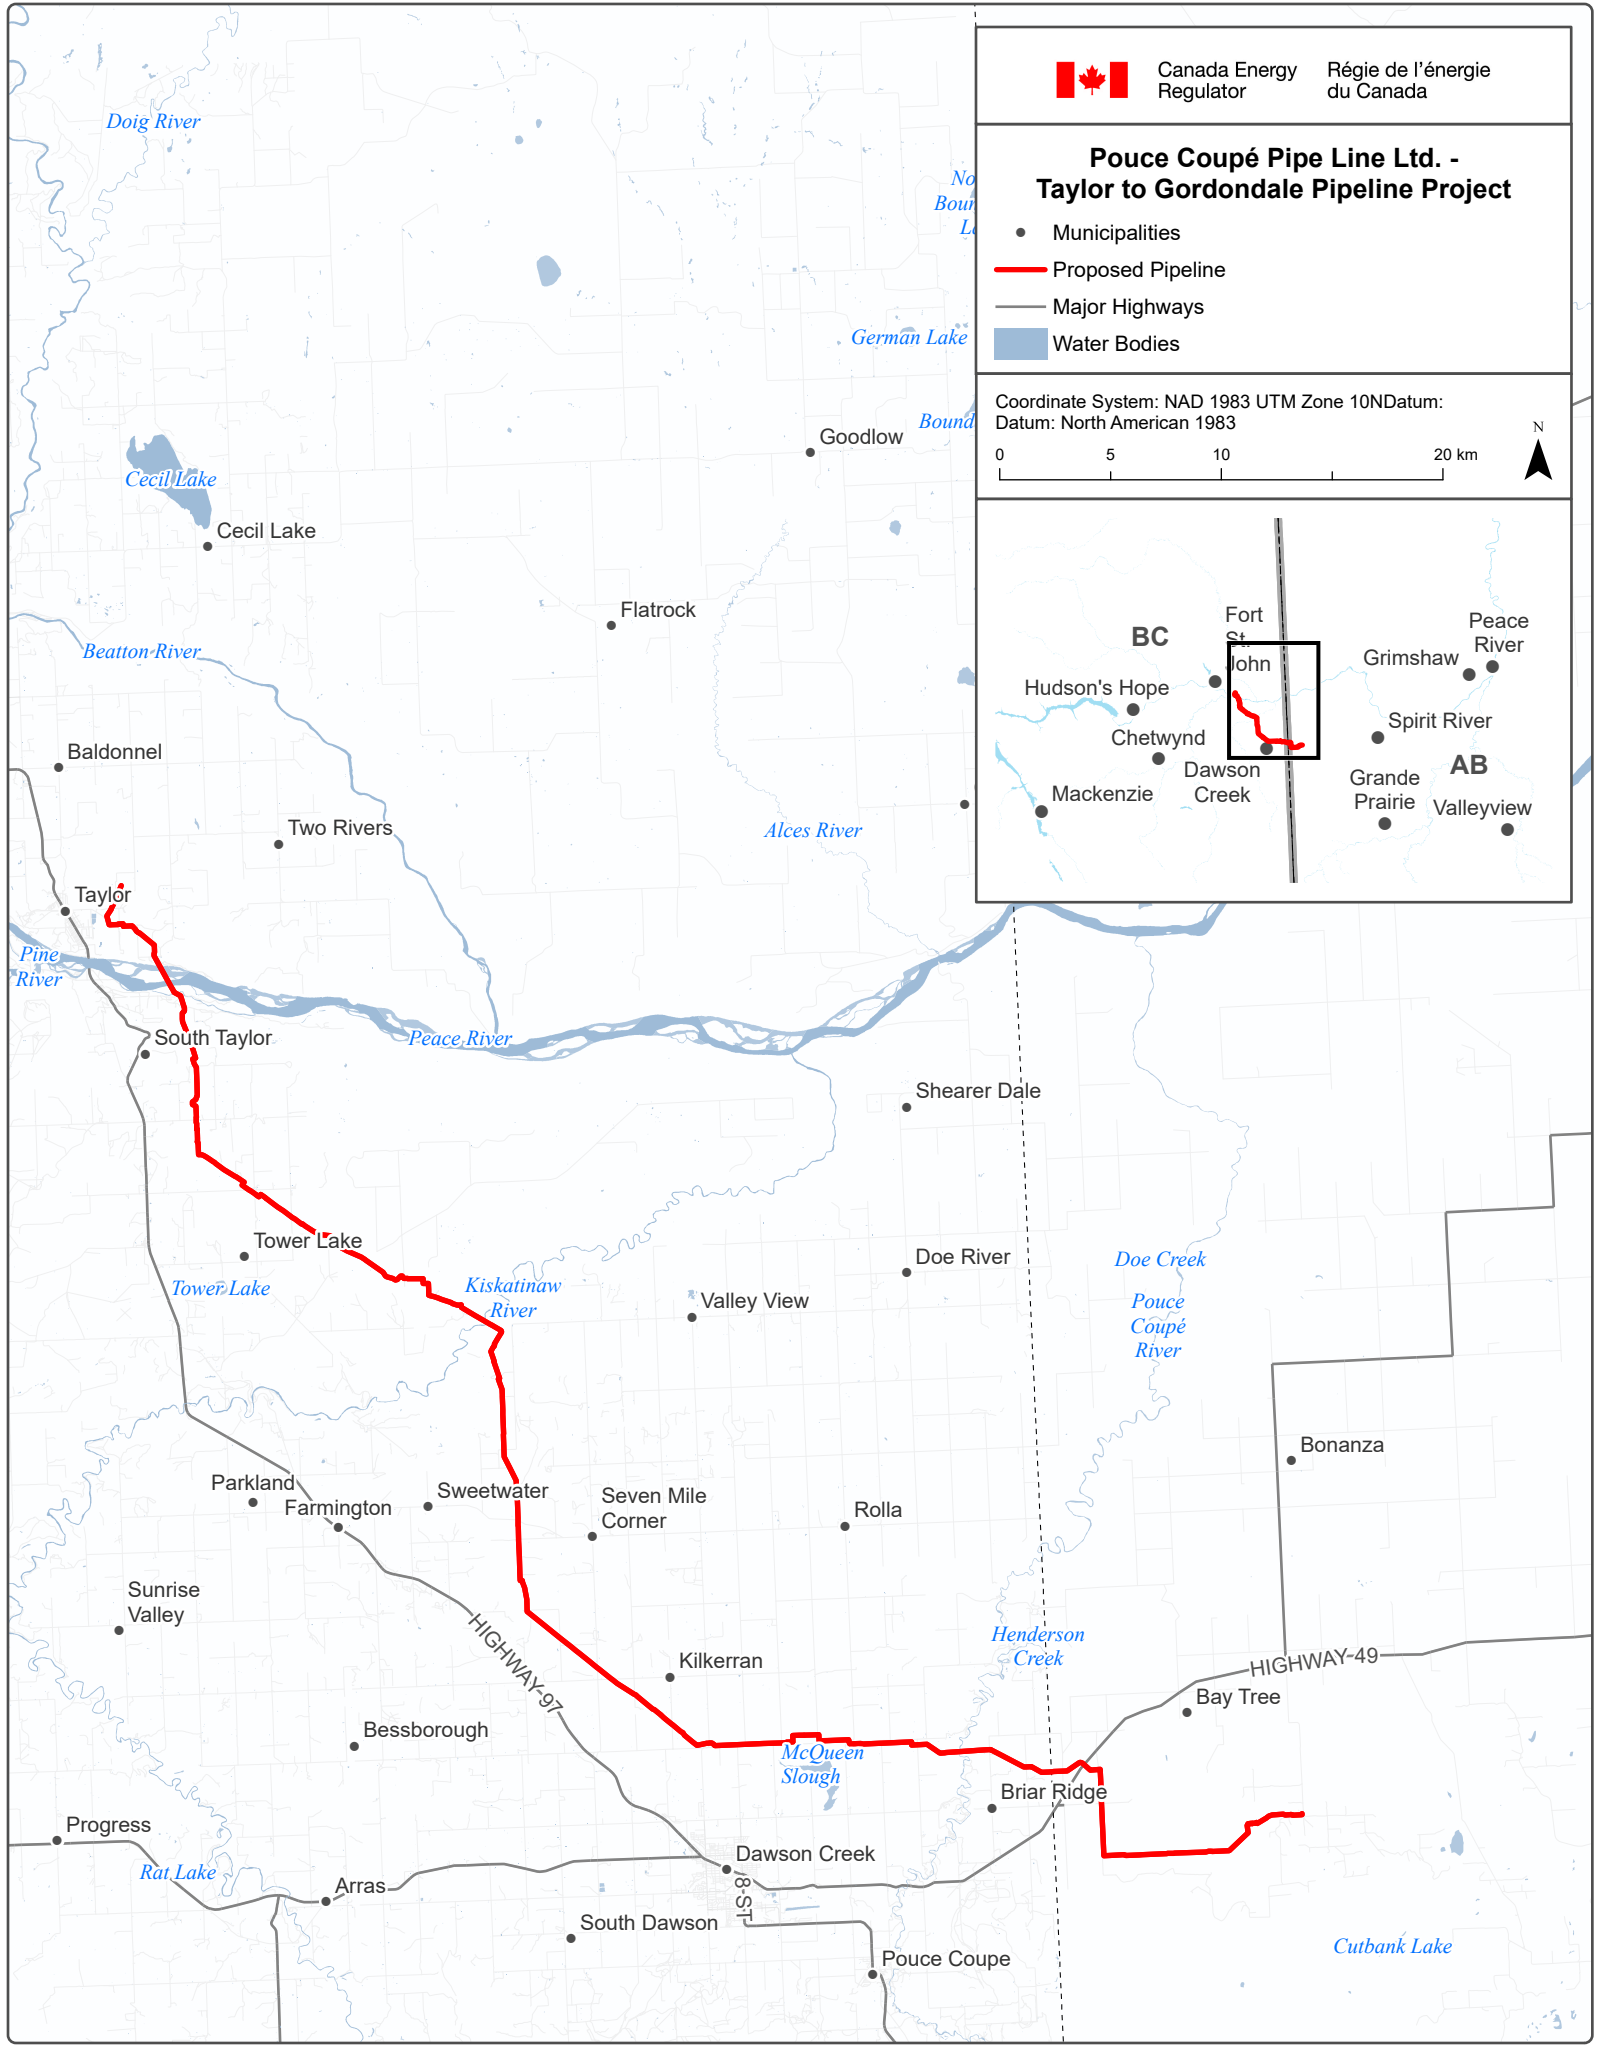 Canada Energy
Regulator
Régie de l'énergie
du Canada
Pouce Coupé Pipe Line Ltd. -
Taylor to Gordondale Pipeline Project
Municipalities
Proposed Pipeline
Major Highways
Water Bodies
Coordinate System: NAD 1983 UTM Zone 10NDatum:
Datum: North American 1983
0 5 10 20 km
N
Fort
St.
John
BC
Peace
River
Grimshaw
Hudson's Hope
Spirit River
Chetwynd
AB
Dawson
Creek
Grande
Prairie
Mackenzie
Valleyview
Doig River
No
Boun
La
German Lake
Bound
Goodlow
Cecil Lake
Cecil Lake
Flatrock
Beatton River
Baldonnel
Two Rivers
Alces River
Taylor
Pine
River
South Taylor
Peace River
Shearer Dale
Tower Lake
Tower Lake
Kiskatinaw
River
Doe River
Doe Creek
Valley View
Pouce
Coupé
River
Bonanza
Parkland
Farmington
Sweetwater
Seven Mile
Corner
Rolla
Sunrise
Valley
HIGHWAY-97
Kilkerran
Henderson
Creek
HIGHWAY-49
Bay Tree
Bessborough
McQueen
Slough
Briar Ridge
Progress
Rat Lake
Arras
Dawson Creek
8-ST
South Dawson
Pouce Coupe
Cutbank Lake